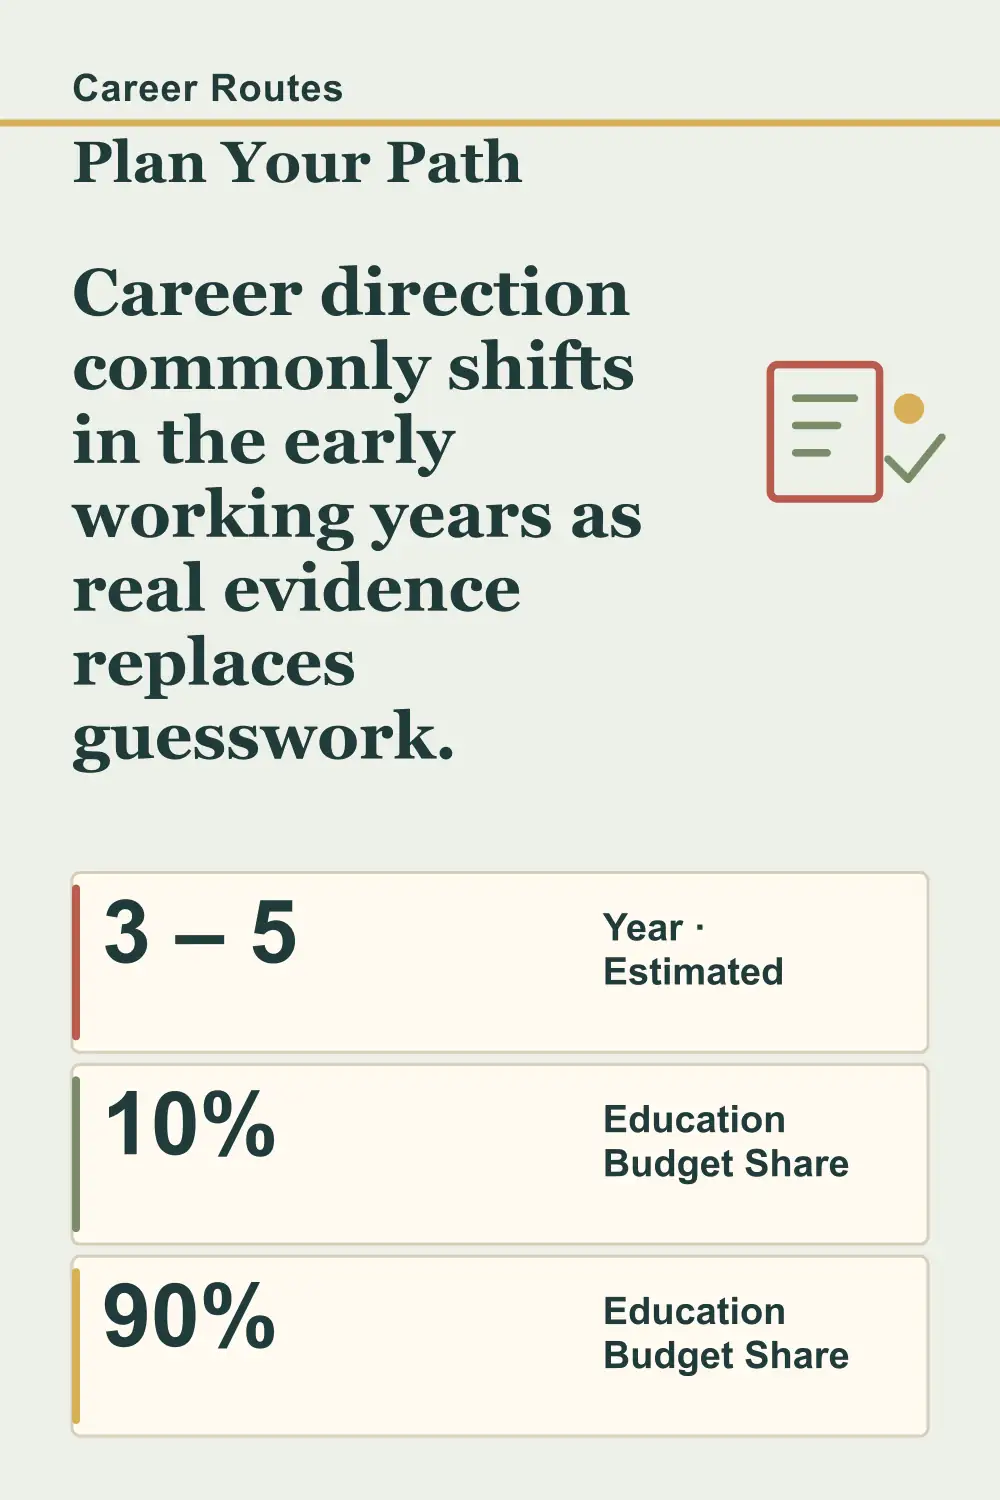 Career Routes
Plan Your Path
Career direction
commonly shifts
in the early
working years as
real evidence
replaces
guesswork.
3 – 5
Year ·
Estimated
10%
Education
Budget Share
90%
Education
Budget Share